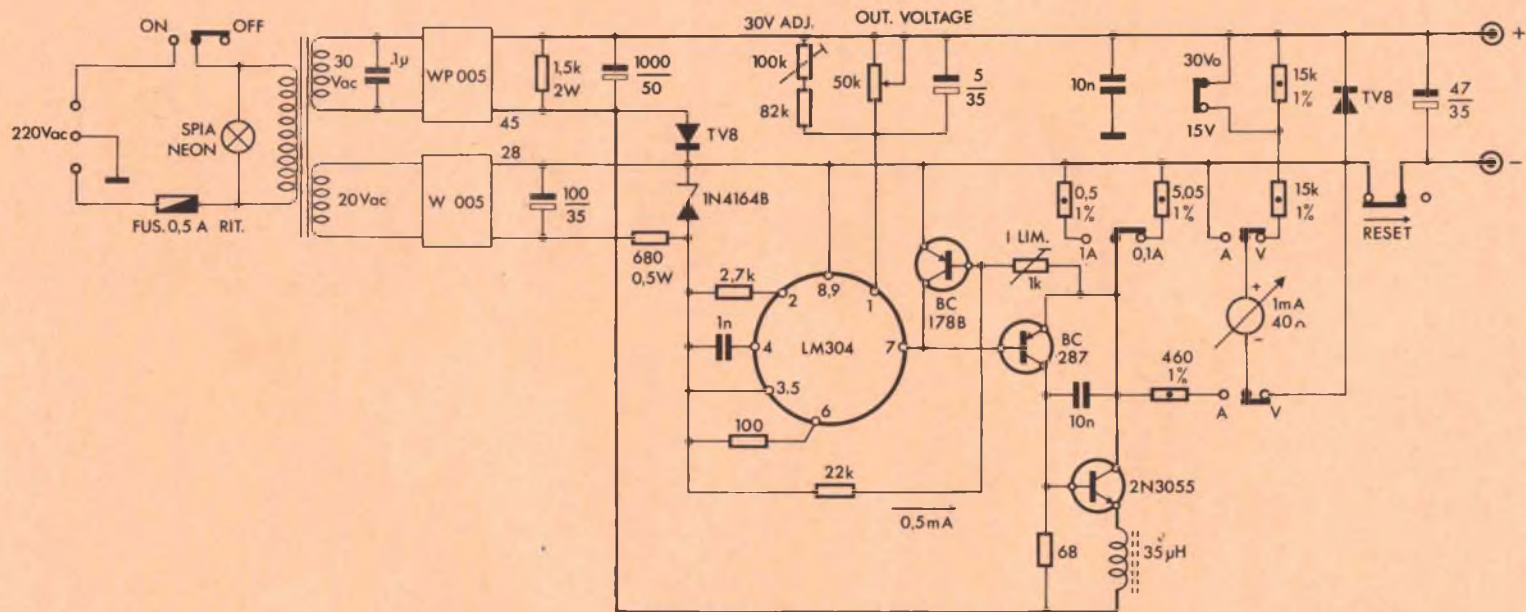 ON
OFF
30V ADJ.
OUT. VOLTAGE
+
30
Vac
.1µ
WP 005
1,5k
2W
1000
50
100k
82k
50k
5
35
10n
30Vo
15V
15k
1%
TV8
47
35
220Vac
SPIA
NEON
45
28
TV8
−
20Vac
W 005
100
35
1N4164B
0,5
1%
5,05
1%
15k
1%
FUS. 0,5 A RIT.
RESET
680
0,5W
I LIM.
1k
1A
0,1A
A
V
2,7k
2
8,9
1
BC
178B
+
1mA
40Ω
−
1n
4
LM304
7
BC
287
460
1%
3.5
6
10n
A
V
100
22k
0,5mA
2N3055
68
35µH